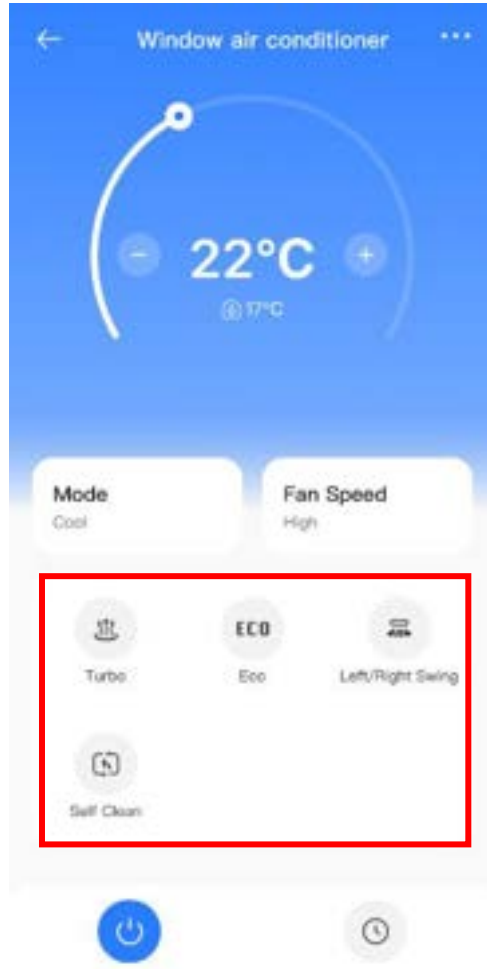 Window air conditioner
22°C
17°C
Mode
Fan Speed
Cool
High
ECO
Turbo
Eco
Left/Right Swing
Self Clean